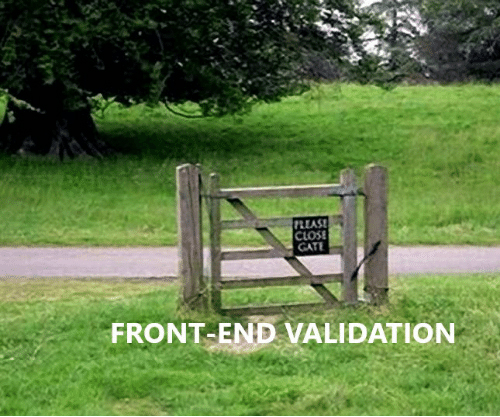 PLEASE
CLOSE
GATE
FRONT-END VALIDATION